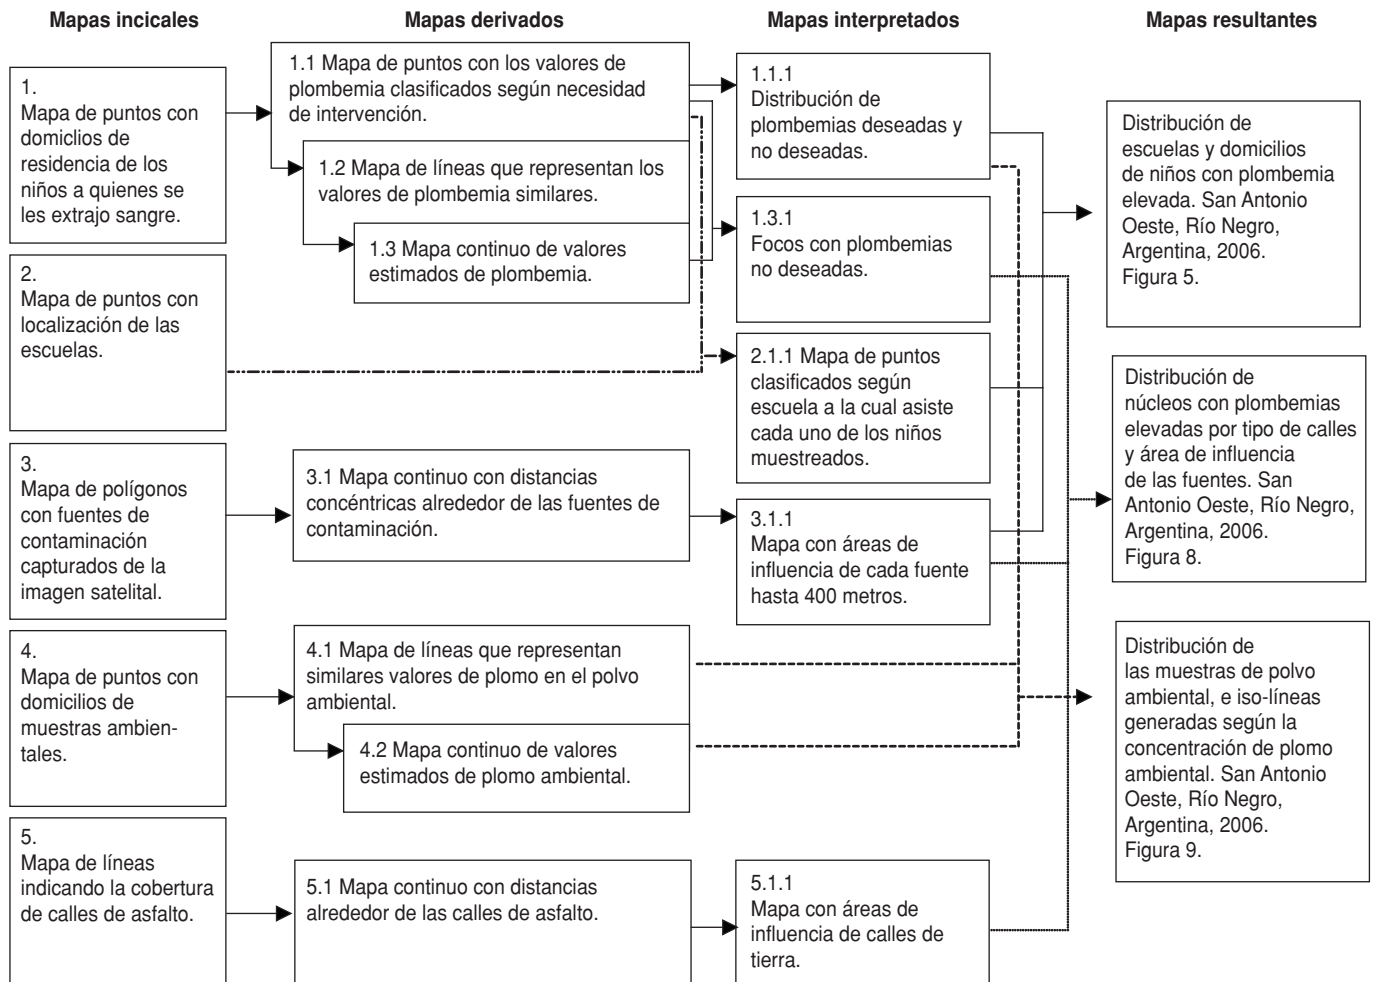 Mapas incicales
Mapas derivados
Mapas interpretados
Mapas resultantes
1.
Mapa de puntos con
domiclios de
residencia de los
niños a quienes se
les extrajo sangre.
2.
Mapa de puntos con
localización de las
escuelas.
3.
Mapa de polígonos
con fuentes de
contaminación
capturados de la
imagen satelital.
4.
Mapa de puntos con
domicilios de
muestras ambien-
tales.
5.
Mapa de líneas
indicando la cobertura
de calles de asfalto.
1.1 Mapa de puntos con los valores de
plombemia clasificados según necesidad
de intervención.
1.2 Mapa de líneas que representan los
valores de plombemia similares.
1.3 Mapa continuo de valores
estimados de plombemia.
3.1 Mapa continuo con distancias
concéntricas alrededor de las fuentes de
contaminación.
4.1 Mapa de líneas que representan
similares valores de plomo en el polvo
ambiental.
4.2 Mapa continuo de valores
estimados de plomo ambiental.
5.1 Mapa continuo con distancias
alrededor de las calles de asfalto.
1.1.1
Distribución de
plombemias deseadas y
no deseadas.
1.3.1
Focos con plombemias
no deseadas.
2.1.1 Mapa de puntos
clasificados según
escuela a la cual asiste
cada uno de los niños
muestreados.
3.1.1
Mapa con áreas de
influencia de cada fuente
hasta 400 metros.
5.1.1
Mapa con áreas de
influencia de calles de
tierra.
Distribución de
escuelas y domicilios
de niños con plombemia
elevada. San Antonio
Oeste, Río Negro,
Argentina, 2006.
Figura 5.
Distribución de
núcleos con plombemias
elevadas por tipo de calles
y área de influencia
de las fuentes. San
Antonio Oeste, Río Negro,
Argentina, 2006.
Figura 8.
Distribución de
las muestras de polvo
ambiental, e iso-líneas
generadas según la
concentración de plomo
ambiental. San Antonio
Oeste, Río Negro,
Argentina, 2006.
Figura 9.